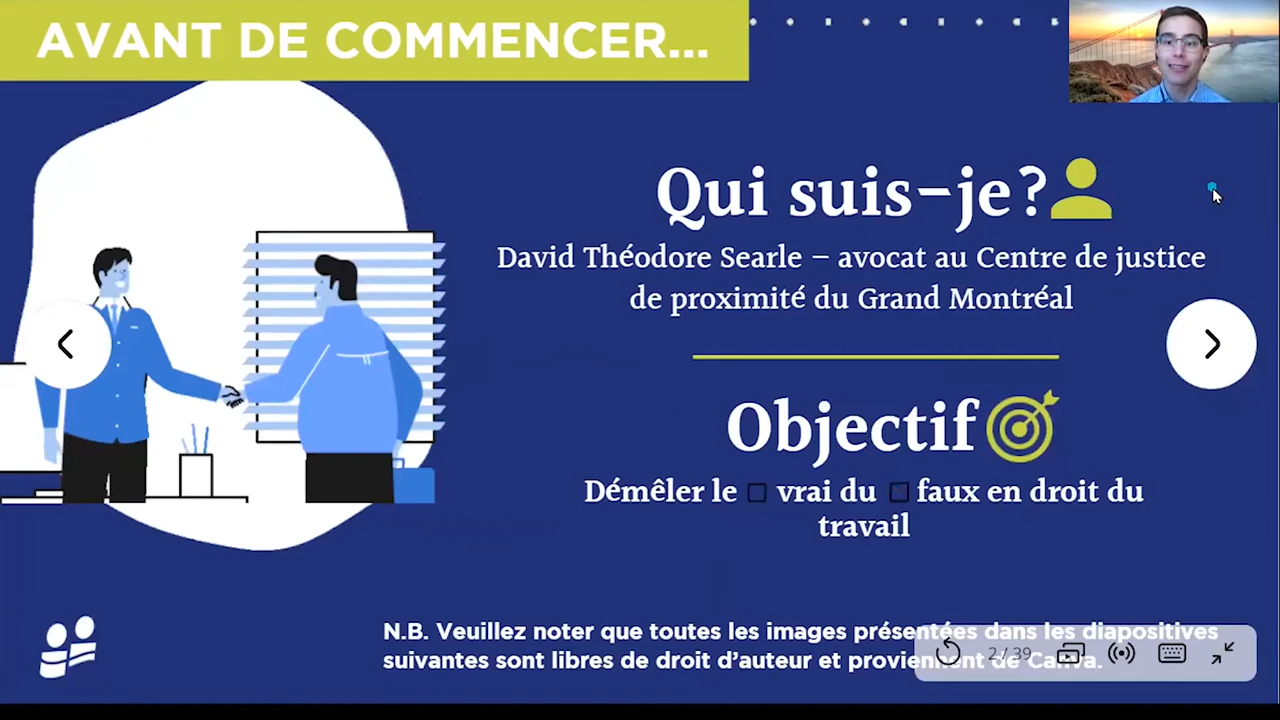 AVANT DE COMMENCER...
Qui suis-je?
David Théodore Searle – avocat au Centre de justice
de proximité du Grand Montréal
Objectif
Démêler le vrai du faux en droit du
travail
N.B. Veuillez noter que toutes les images présentées dans les diapositives
suivantes sont libres de droit d'auteur et proviennent de Canva.
2 / 39